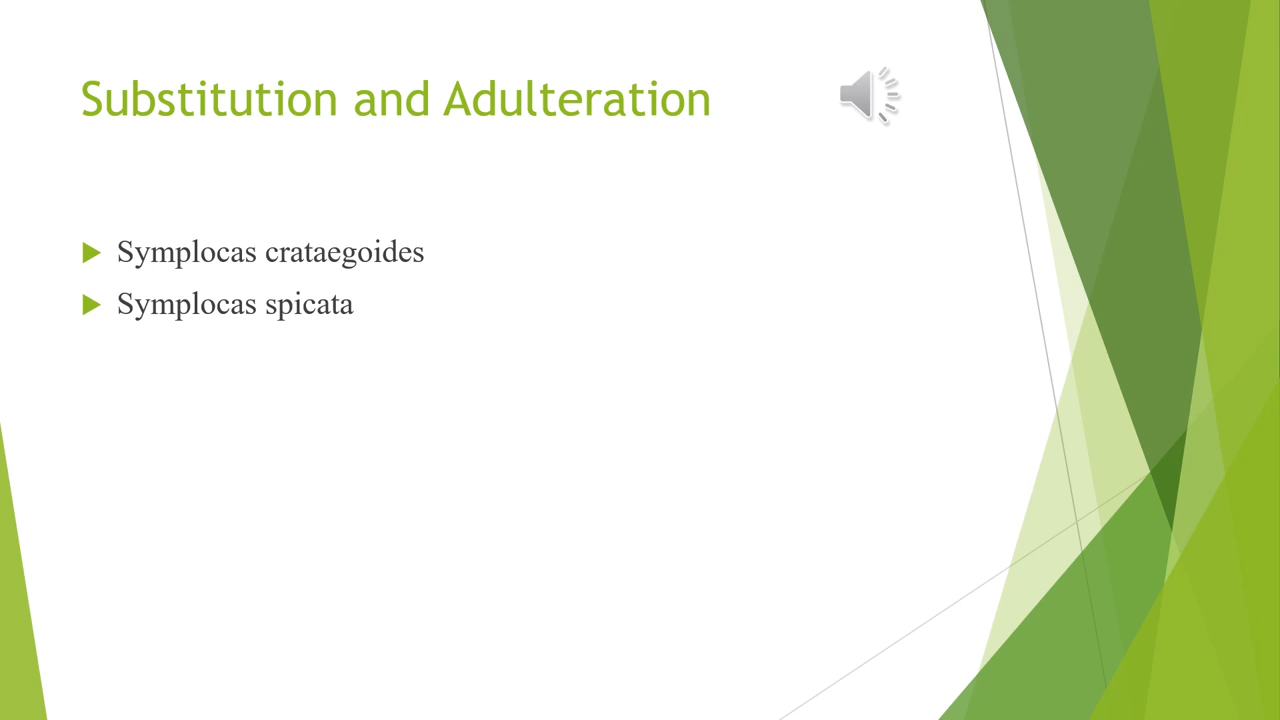 Substitution and Adulteration
Symplocas crataegoides
Symplocas spicata